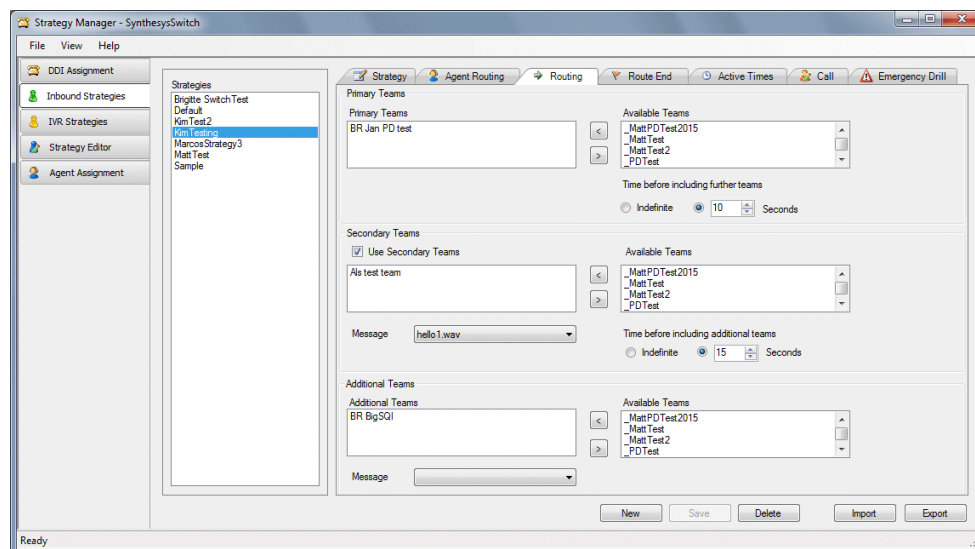 Strategy Manager - SynthesysSwitch
File View Help
DDI Assignment
Inbound Strategies
IVR Strategies
Strategy Editor
Agent Assignment
Strategies
Brigitte SwitchTest
Default
KimTest2
KimTesting
MarcosStrategy3
MattTest
Sample
Strategy Agent Routing Routing Route End Active Times Call Emergency Drill
Primary Teams
Primary Teams
BR Jan PD test
<
>
Available Teams
_MattPDTest2015
_MattTest
_MattTest2
_PDTest
Time before including further teams
Indefinite 10 Seconds
Secondary Teams
Use Secondary Teams
Als test team
<
>
Available Teams
_MattPDTest2015
_MattTest
_MattTest2
_PDTest
Message hello1.wav
Time before including additional teams
Indefinite 15 Seconds
Additional Teams
Additional Teams
BR BigSQl
<
>
Available Teams
_MattPDTest2015
_MattTest
_MattTest2
_PDTest
Message
New Save Delete Import Export
Ready